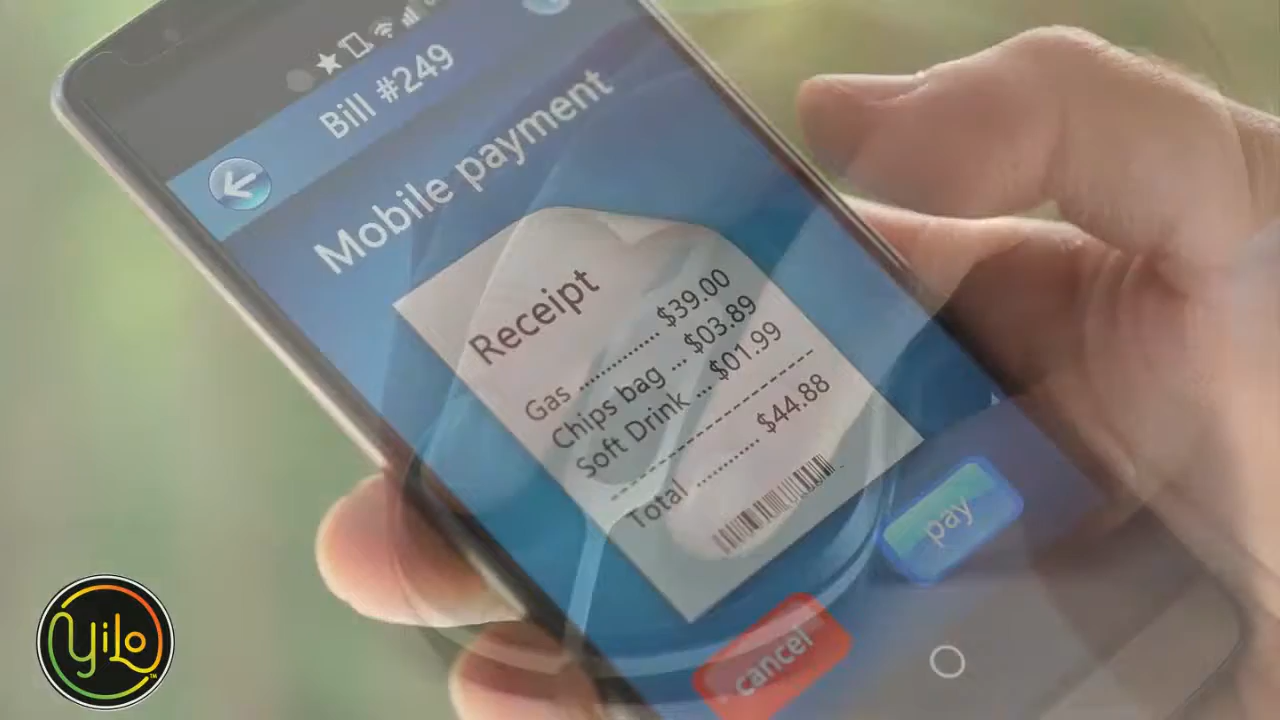 Bill #249
Mobile payment
Receipt
Gas ............... $39.00
Chips bag ... $03.89
Soft Drink ... $01.99
Total ............ $44.88
pay
cancel
YiLo™